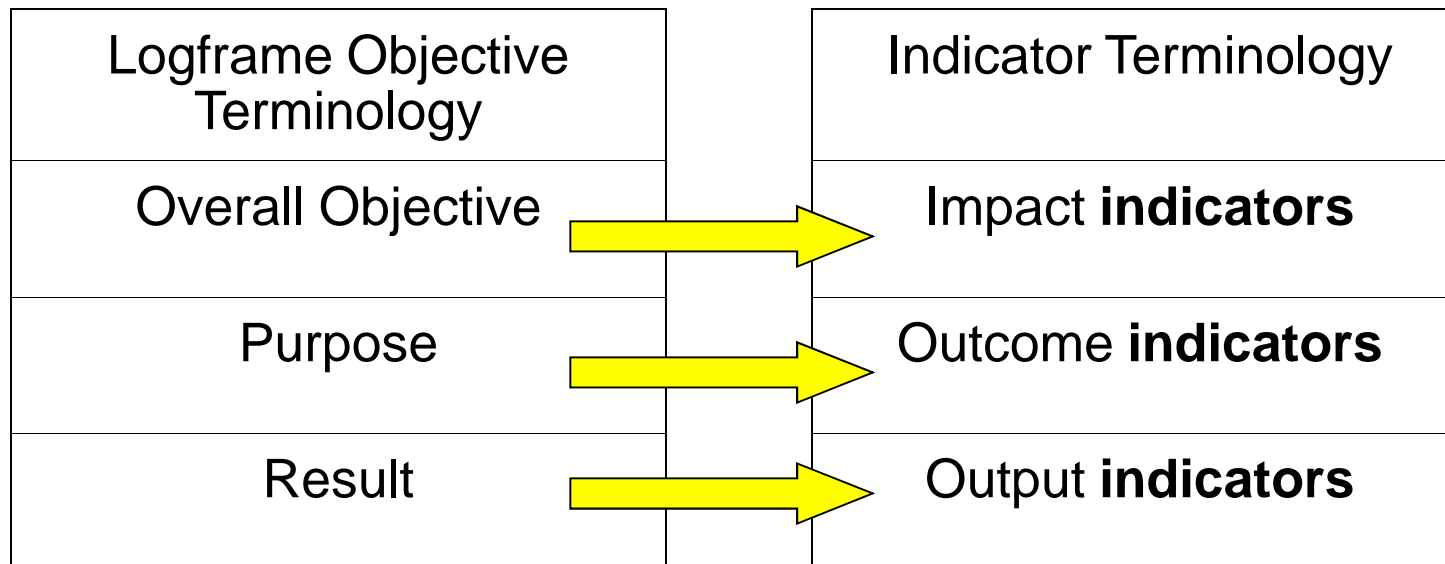 Logframe Objective
Terminology
Indicator Terminology
Overall Objective
Impact indicators
Purpose
Outcome indicators
Result
Output indicators